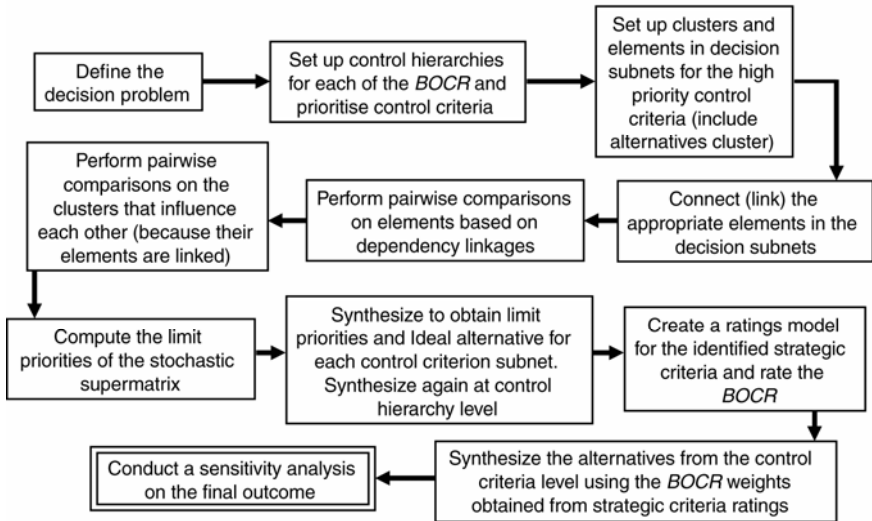 Define the
decision problem
Set up control hierarchies
for each of the BOCR and
prioritise control criteria
Set up clusters and
elements in decision
subnets for the high
priority control
criteria (include
alternatives cluster)
Connect (link) the
appropriate elements in the
decision subnets
Perform pairwise comparisons
on elements based on
dependency linkages
Perform pairwise
comparisons on the
clusters that influence
each other (because their
elements are linked)
Compute the limit
priorities of the stochastic
supermatrix
Synthesize to obtain limit
priorities and Ideal alternative for
each control criterion subnet.
Synthesize again at control
hierarchy level
Create a ratings model
for the identified strategic
criteria and rate the
BOCR
Synthesize the alternatives from the control
criteria level using the BOCR weights
obtained from strategic criteria ratings
Conduct a sensitivity analysis
on the final outcome